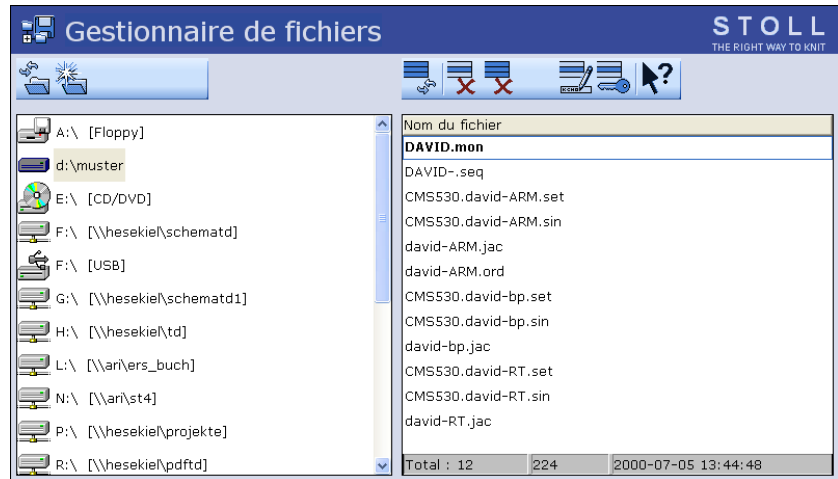 Gestionnaire de fichiers
STOLL
THE RIGHT WAY TO KNIT
A:\ [Floppy]
d:\muster
E:\ [CD/DVD]
F:\ [\\hesekiel\schematd]
F:\ [USB]
G:\ [\\hesekiel\schematd1]
H:\ [\\hesekiel\td]
L:\ [\\ari\ers_buch]
N:\ [\\ari\st4]
P:\ [\\hesekiel\projekte]
R:\ [\\hesekiel\pdftd]
Nom du fichier
DAVID.mon
DAVID-.seq
CMS530.david-ARM.set
CMS530.david-ARM.sin
david-ARM.jac
david-ARM.ord
CMS530.david-bp.set
CMS530.david-bp.sin
david-bp.jac
CMS530.david-RT.set
CMS530.david-RT.sin
david-RT.jac
Total : 12 224 2000-07-05 13:44:48